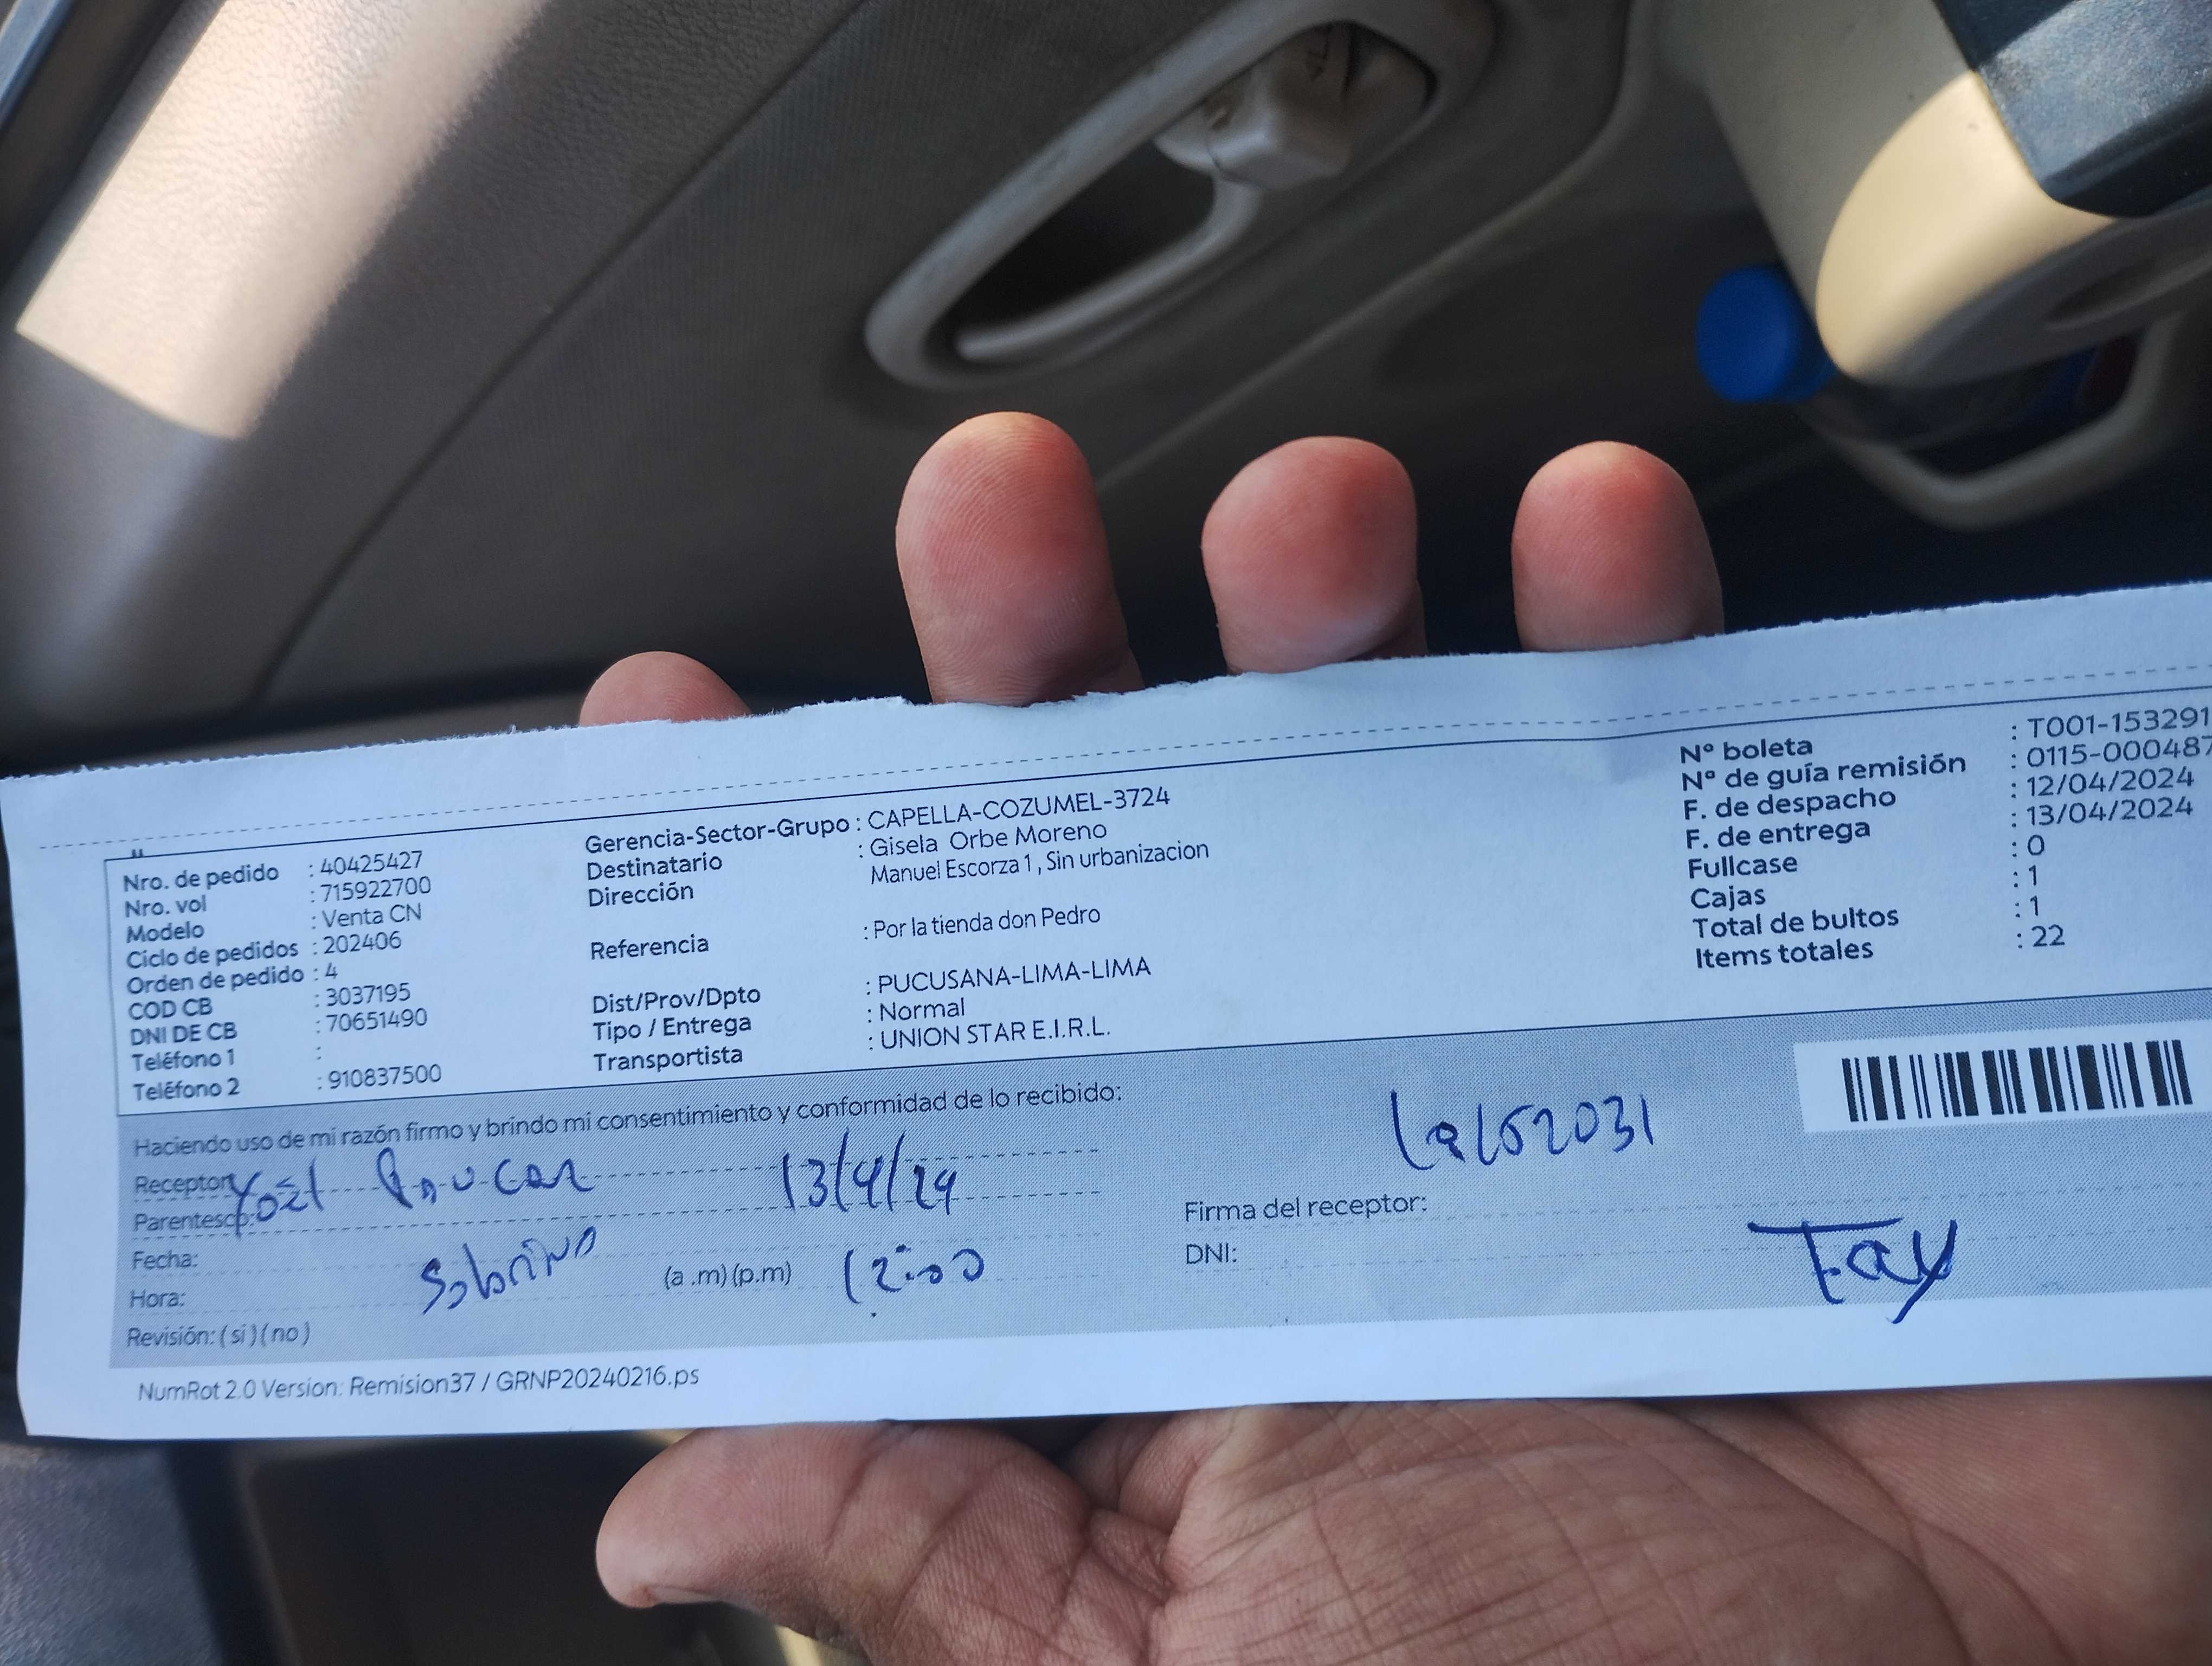 Nro. de pedido : 40425427
Nro. vol : 715922700
Modelo : Venta CN
Ciclo de pedidos : 202406
Orden de pedido : 4
COD CB : 3037195
DNI DE CB : 70651490
Teléfono 1 :
Teléfono 2 : 910837500
Gerencia-Sector-Grupo : CAPELLA-COZUMEL-3724
Destinatario : Gisela Orbe Moreno
Dirección Manuel Escorza 1 , Sin urbanizacion
Referencia : Por la tienda don Pedro
Dist/Prov/Dpto : PUCUSANA-LIMA-LIMA
Tipo / Entrega : Normal
Transportista : UNION STAR E.I.R.L.
Nº boleta : T001-153291
Nº de guía remisión : 0115-000487
F. de despacho : 12/04/2024
F. de entrega : 13/04/2024
Fullcase : 0
Cajas : 1
Total de bultos : 1
Items totales : 22
Haciendo uso de mi razón firmo y brindo mi consentimiento y conformidad de lo recibido:
Receptor: Yoël Paucar
Parentesco: 13/4/24
Fecha: Sobrino
Hora: (a .m) (p.m) 12:00
Revisión: ( si ) ( no )
Firma del receptor:
DNI:
NumRot 2.0 Version: Remision37 / GRNP20240216.ps